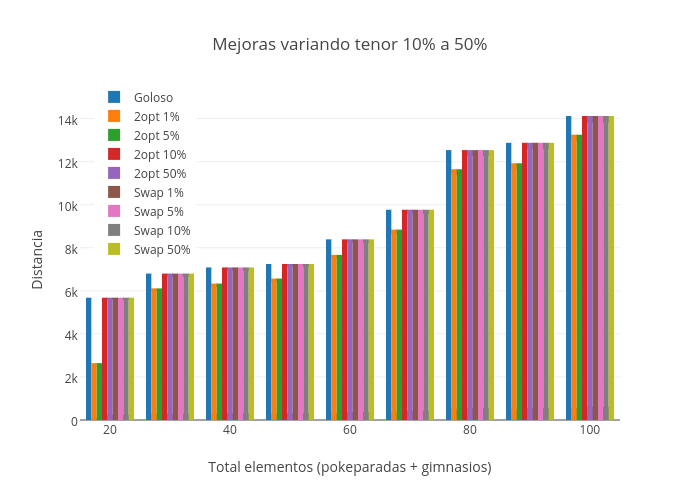 Mejoras variando tenor 10% a 50%
Goloso
2opt 1%
2opt 5%
2opt 10%
2opt 50%
Swap 1%
Swap 5%
Swap 10%
Swap 50%
14k
12k
10k
8k
6k
4k
2k
0
Distancia
20 40 60 80 100
Total elementos (pokeparadas + gimnasios)